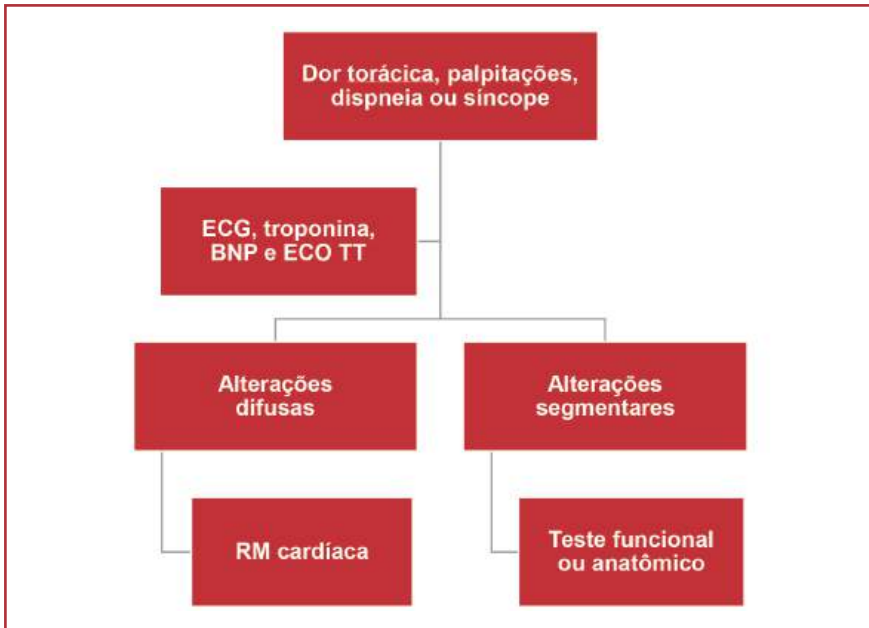 Dor torácica, palpitações,
dispneia ou síncope
ECG, troponina,
BNP e ECO TT
Alterações
difusas
Alterações
segmentares
RM cardíaca
Teste funcional
ou anatômico